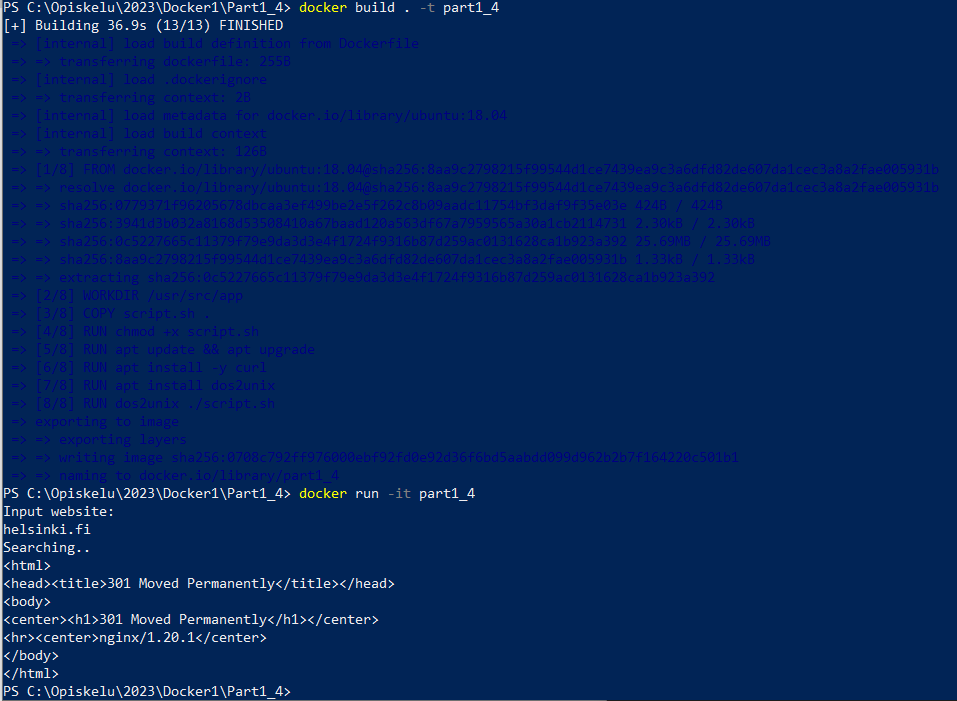 PS C:\Opiskelu\2023\Docker1\Part1_4> docker build . -t part1_4
[+] Building 36.9s (13/13) FINISHED
=> [internal] load build definition from Dockerfile
=> => transferring dockerfile: 255B
=> [internal] load .dockerignore
=> => transferring context: 2B
=> [internal] load metadata for docker.io/library/ubuntu:18.04
=> [internal] load build context
=> => transferring context: 126B
=> [1/8] FROM docker.io/library/ubuntu:18.04@sha256:8aa9c2798215f99544d1ce7439ea9c3a6dfd82de607da1cec3a8a2fae005931b
=> => resolve docker.io/library/ubuntu:18.04@sha256:8aa9c2798215f99544d1ce7439ea9c3a6dfd82de607da1cec3a8a2fae005931b
=> => sha256:0779371f96205678dbcaa3ef499be2e5f262c8b09aadc11754bf3daf9f35e03e 424B / 424B
=> => sha256:3941d3b032a8168d53508410a67baad120a563df67a7959565a30a1cb2114731 2.30kB / 2.30kB
=> => sha256:0c5227665c11379f79e9da3d3e4f1724f9316b87d259ac0131628ca1b923a392 25.69MB / 25.69MB
=> => sha256:8aa9c2798215f99544d1ce7439ea9c3a6dfd82de607da1cec3a8a2fae005931b 1.33kB / 1.33kB
=> => extracting sha256:0c5227665c11379f79e9da3d3e4f1724f9316b87d259ac0131628ca1b923a392
=> [2/8] WORKDIR /usr/src/app
=> [3/8] COPY script.sh .
=> [4/8] RUN chmod +x script.sh
=> [5/8] RUN apt update && apt upgrade
=> [6/8] RUN apt install -y curl
=> [7/8] RUN apt install dos2unix
=> [8/8] RUN dos2unix ./script.sh
=> exporting to image
=> => exporting layers
=> => writing image sha256:0708c792ff976000ebf92fd0e92d36f6bd5aabdd099d962b2b7f164220c501b1
=> => naming to docker.io/library/part1_4
PS C:\Opiskelu\2023\Docker1\Part1_4> docker run -it part1_4
Input website:
helsinki.fi
Searching..
<html>
<head><title>301 Moved Permanently</title></head>
<body>
<center><h1>301 Moved Permanently</h1></center>
<hr><center>nginx/1.20.1</center>
</body>
</html>
PS C:\Opiskelu\2023\Docker1\Part1_4>